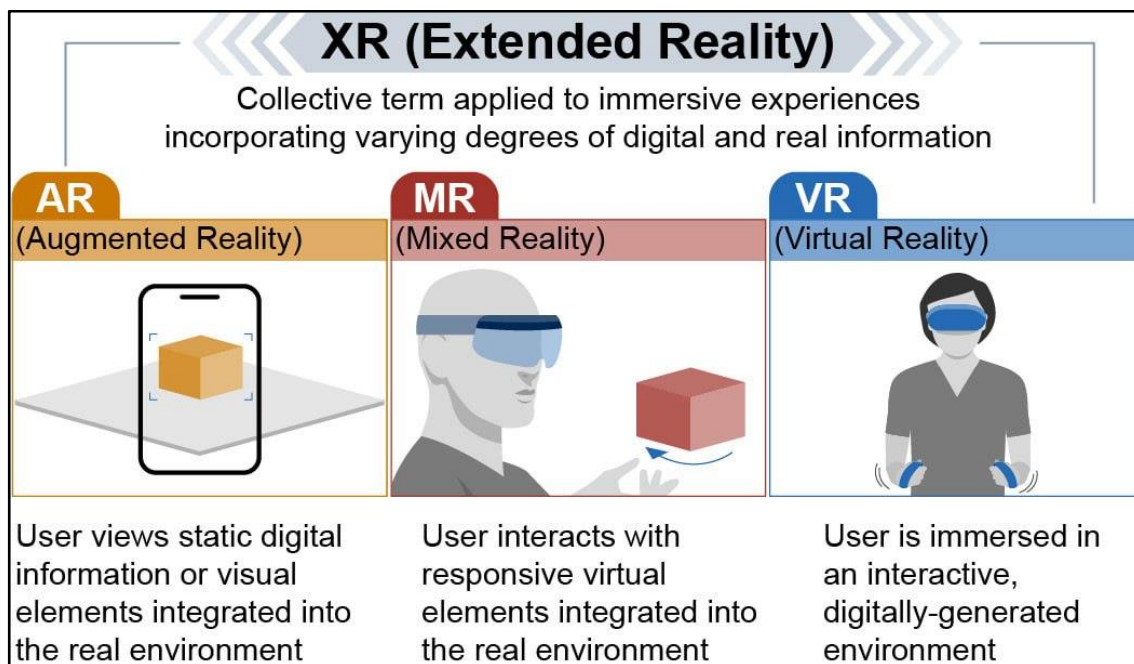 XR (Extended Reality)
Collective term applied to immersive experiences
incorporating varying degrees of digital and real information
AR
(Augmented Reality)
User views static digital
information or visual
elements integrated into
the real environment
MR
(Mixed Reality)
User interacts with
responsive virtual
elements integrated into
the real environment
VR
(Virtual Reality)
User is immersed in
an interactive,
digitally-generated
environment